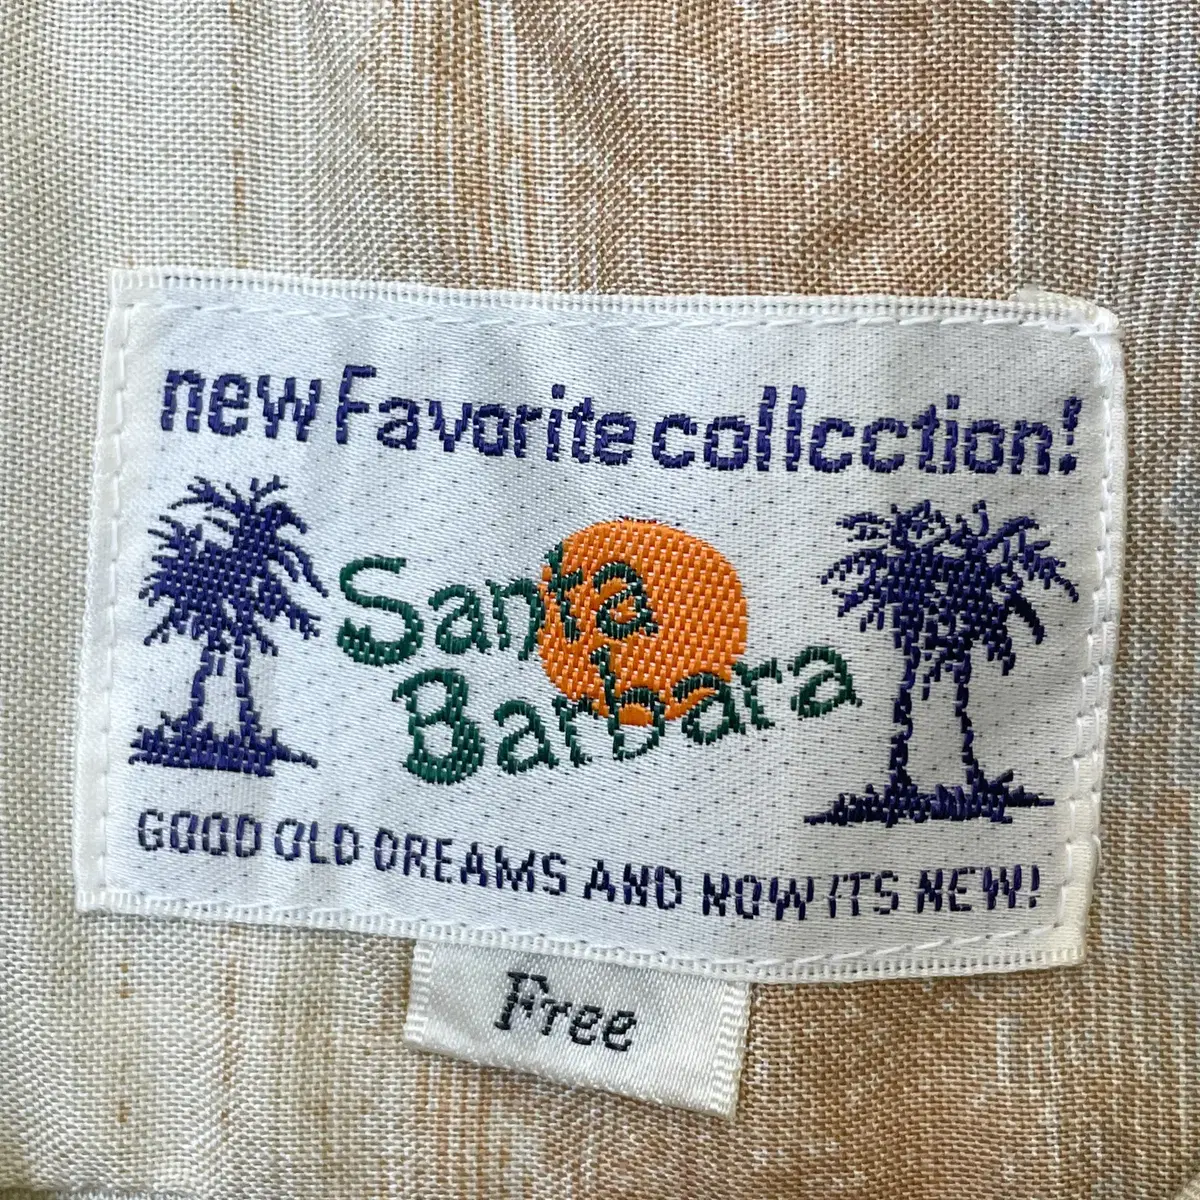 new Favorite collcction!
Santa
Barbara
GOOD OLD DREAMS AND NOW ITS NEW!
Free